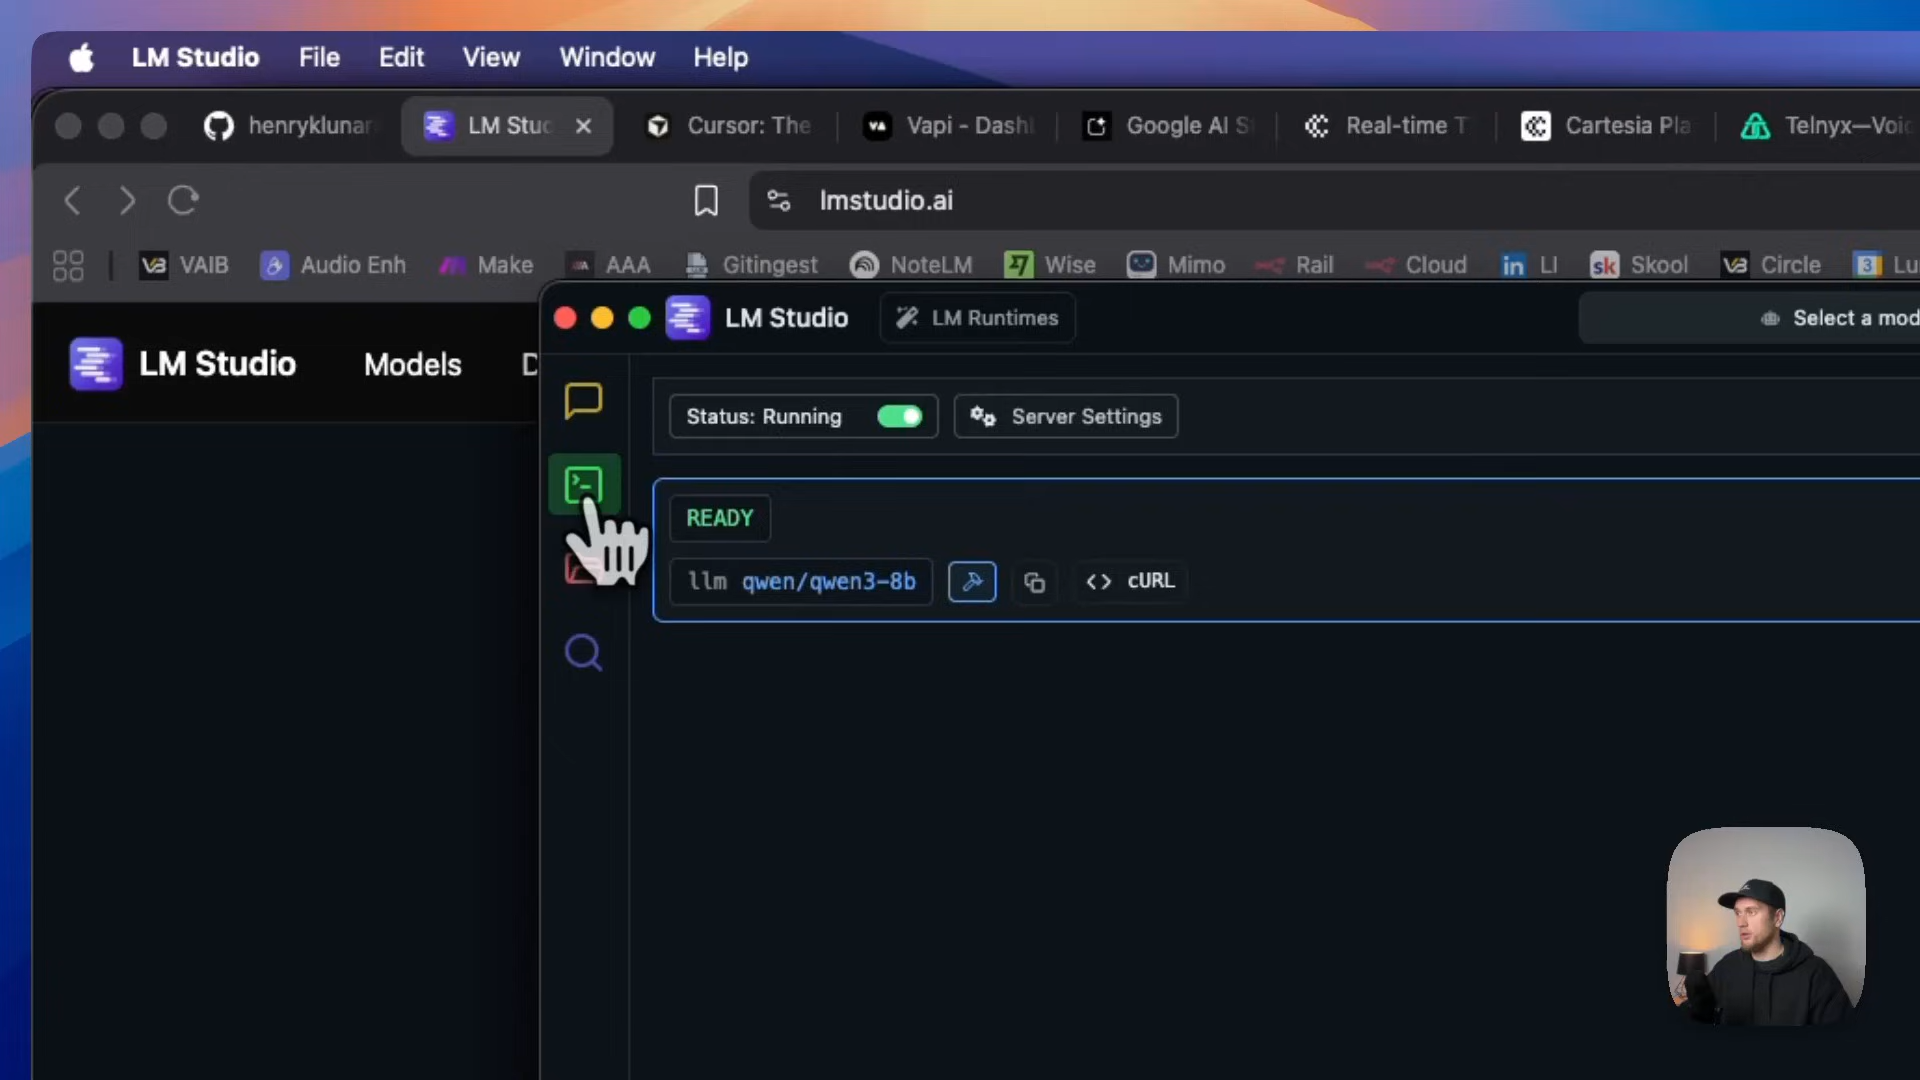 LM Studio File Edit View Window Help
henryklunar LM Stuc Cursor: The Vapi - Dash Google AI S Real-time T Cartesia Pla Telnyx—Voic
lmstudio.ai
VAIB Audio Enh Make AAA Gitingest NoteLM Wise Mimo Rail Cloud LI Skool Circle Lu
LM Studio LM Runtimes Select a mod
LM Studio Models D
Status: Running Server Settings
READY
llm qwen/qwen3-8b <> cURL